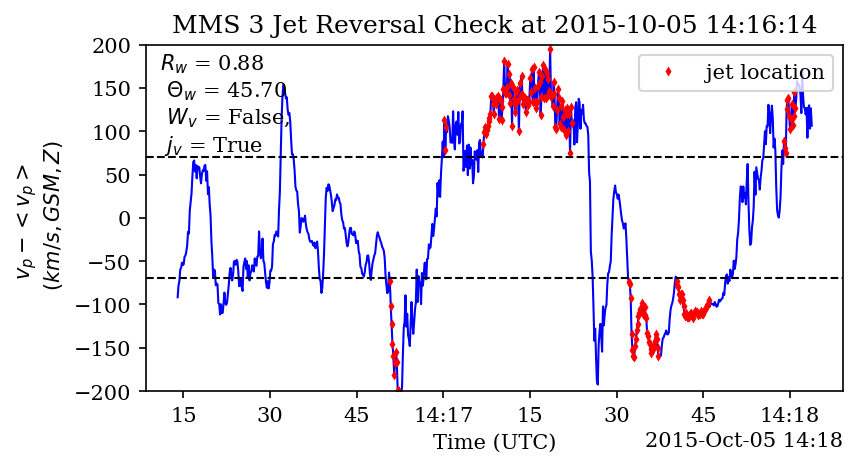 MMS 3 Jet Reversal Check at 2015-10-05 14:16:14
R_w = 0.88
Θ_w = 45.70
W_v = False,
j_v = True
jet location
v_p − < v_p >
(km/s, GSM, Z)
200
150
100
50
0
−50
−100
−150
−200
15 30 45 14:17 15 30 45 14:18
Time (UTC)
2015-Oct-05 14:18